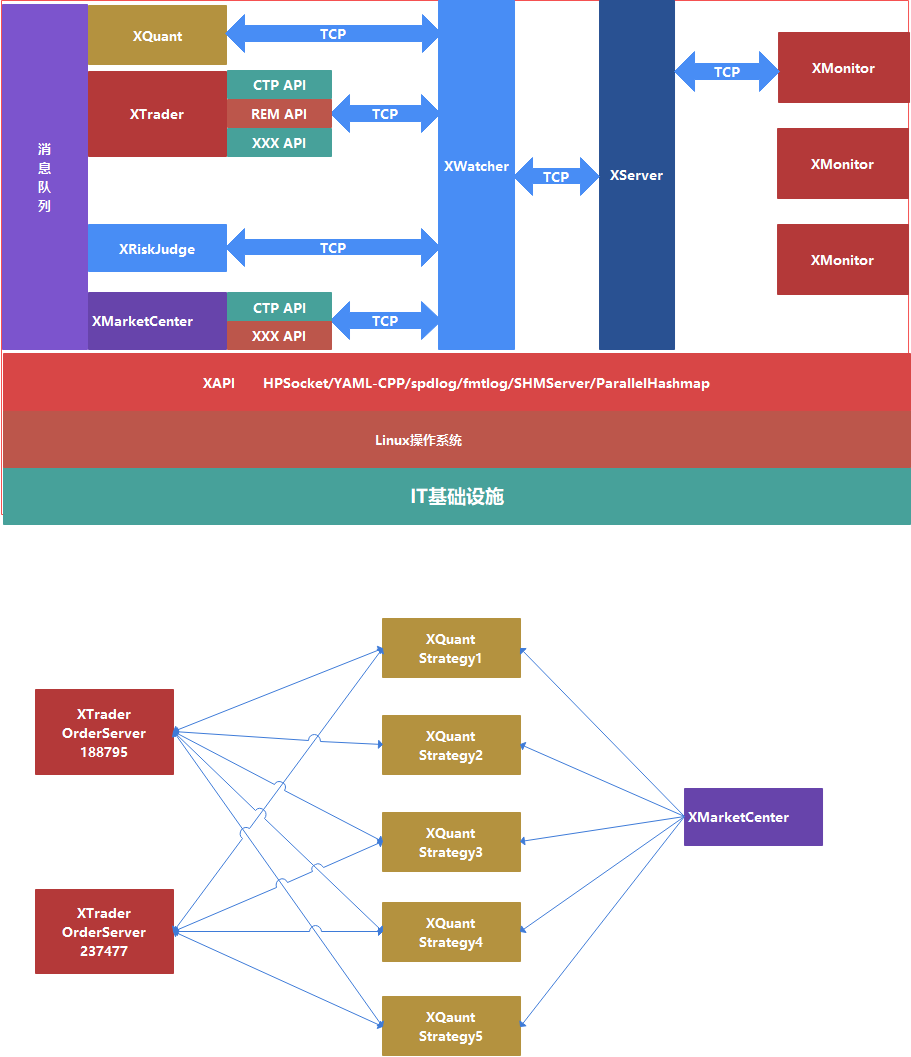 消
息
队
列
XQuant
TCP
XTrader
CTP API
REM API
XXX API
TCP
XRiskJudge
TCP
XMarketCenter
CTP API
XXX API
TCP
XWatcher
TCP
XServer
TCP
XMonitor
XMonitor
XMonitor
XAPI HPSocket/YAML-CPP/spdlog/fmtlog/SHMServer/ParallelHashmap
Linux操作系统
IT基础设施
XTrader
OrderServer
188795
XTrader
OrderServer
237477
XQuant
Strategy1
XQuant
Strategy2
XQuant
Strategy3
XQuant
Strategy4
XQaunt
Strategy5
XMarketCenter